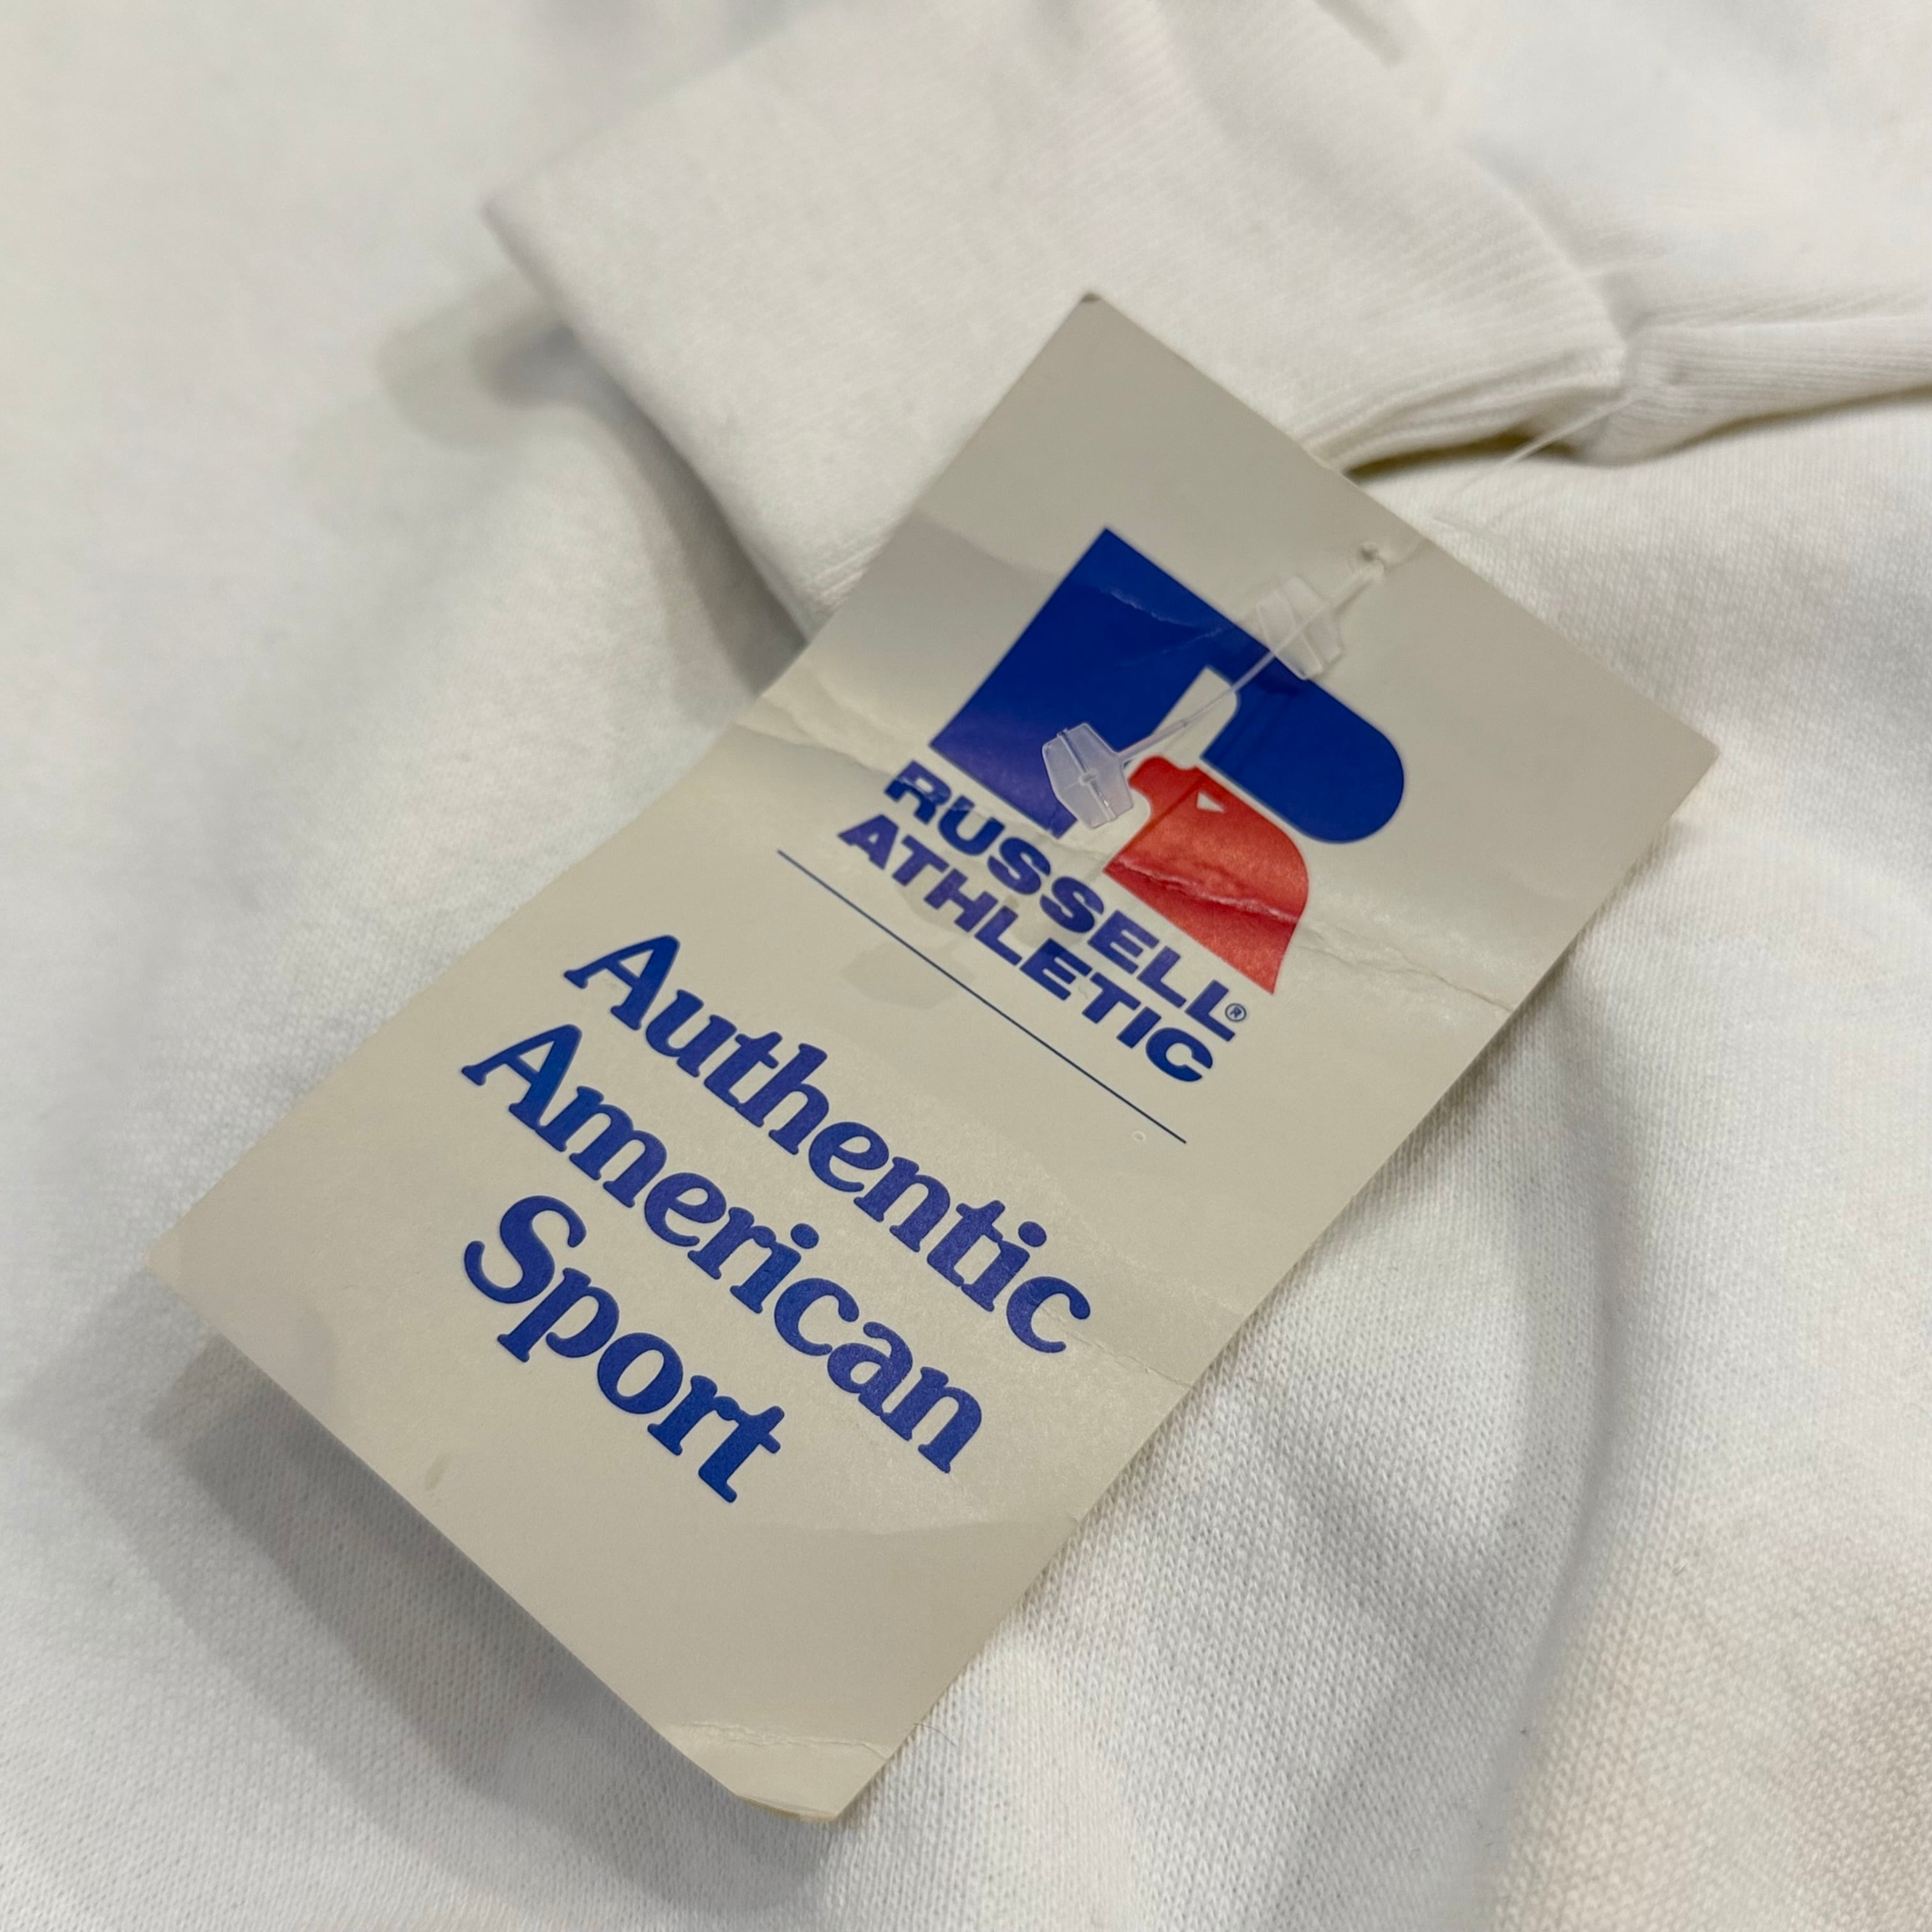 RUSSELL®
ATHLETIC
Authentic
American
Sport